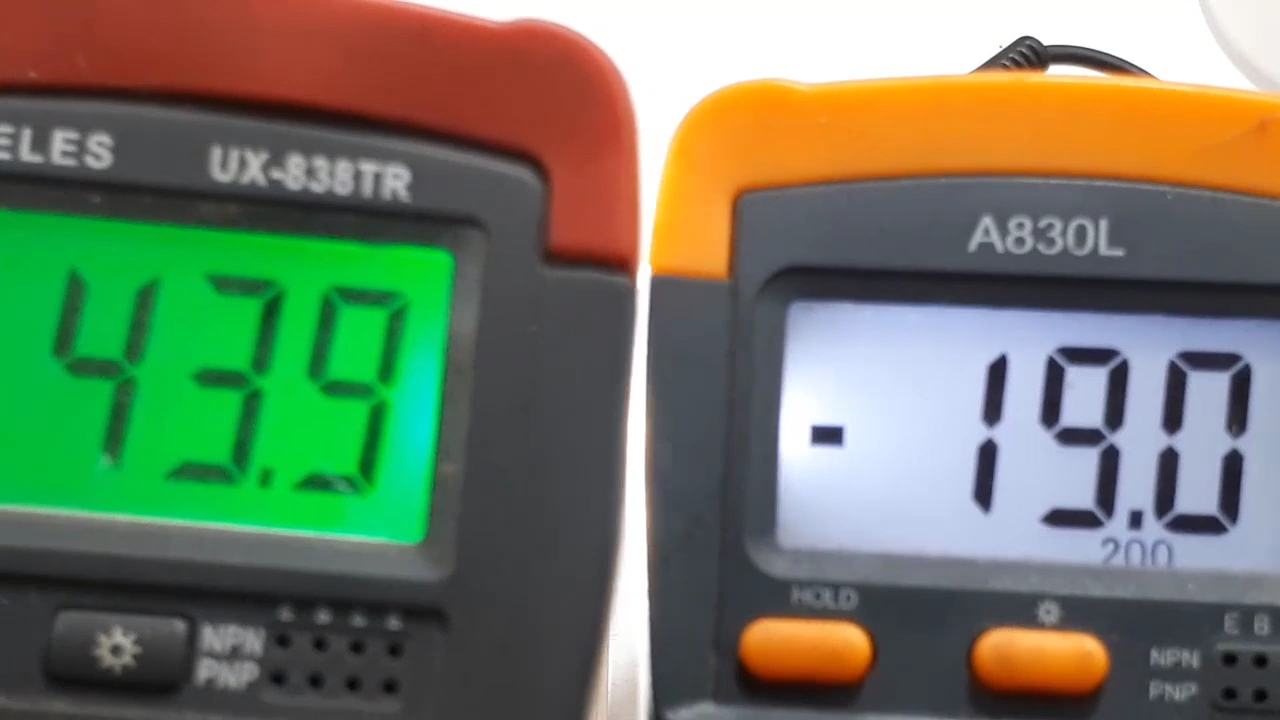 ELES UX-838TR
43.9
NPN
PNP
A830L
-19.0
200
HOLD
E B
NPN
PNP